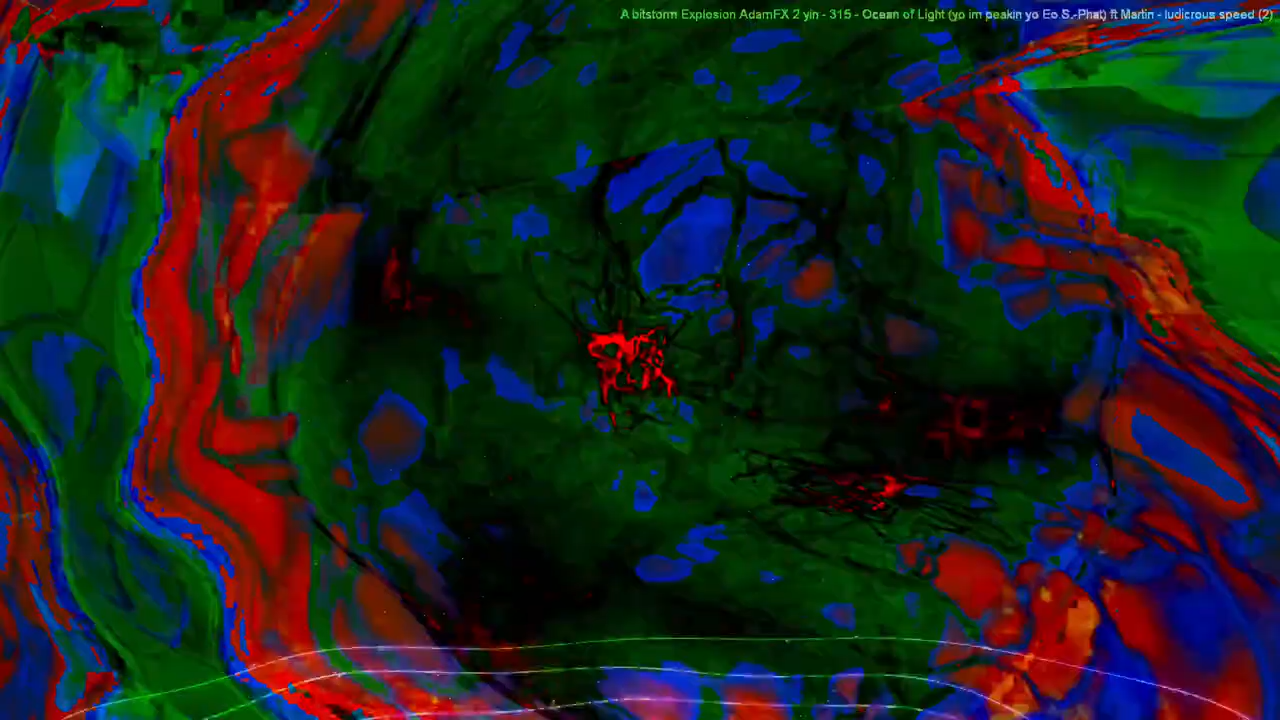 A bitstorm Explosion AdamFX 2 yin - 315 - Ocean of Light (yo im peakin yo Eo.S.-Phat) ft Martin - ludicrous speed (2)